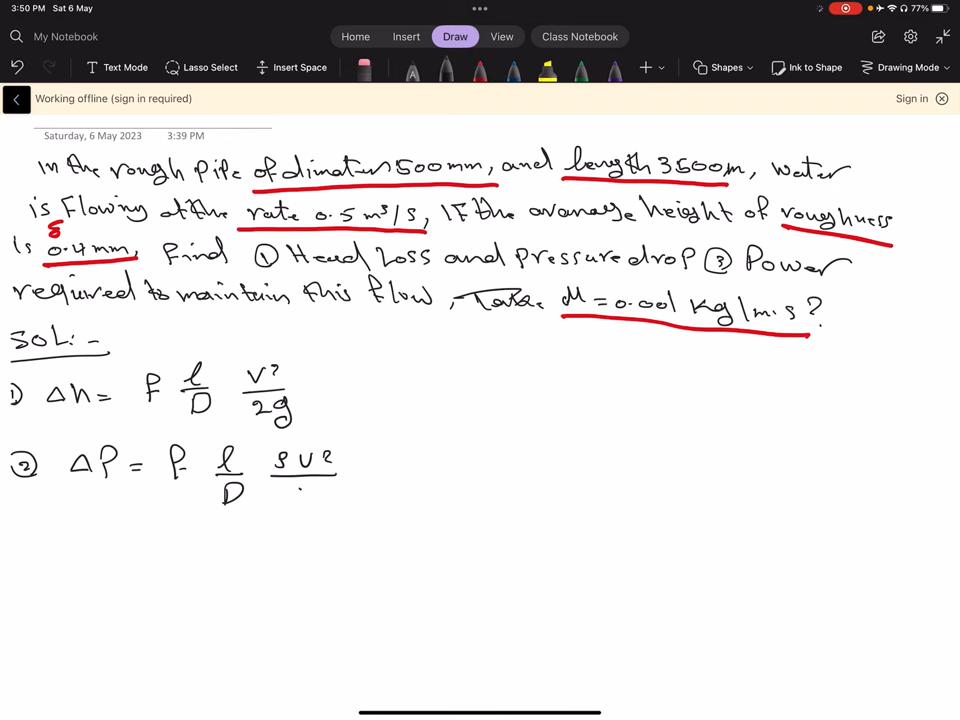 3:50 PM Sat 6 May
77%
My Notebook
Home Insert Draw View Class Notebook
Text Mode Lasso Select Insert Space
A
Shapes Ink to Shape Drawing Mode
Working offline (sign in required)
Sign in
Saturday, 6 May 2023 3:39 PM
In the rough pipe of dimater 500mm, and length 3500m, water
is flowing at the rate 0.5 m³/s, IF the avarage height of roughness
is 0.4mm, Find ① Head Loss and pressure drop ③ Power
required to maintain this flow, Take M = 0.001 kg/m.s ?
SOL: -
1) Δh = F l/D V²/2g
② ΔP = F l/D ρV²